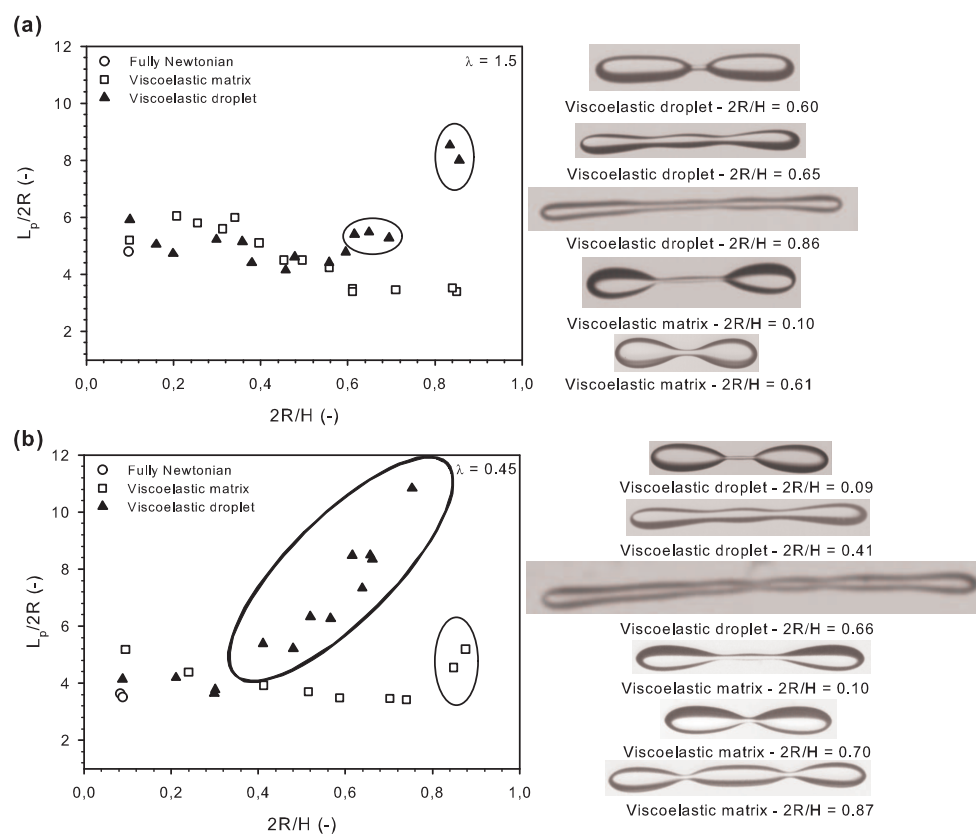 (a)
12
10
8
6
4
2
L_p/2R (-)
Fully Newtonian
Viscoelastic matrix
Viscoelastic droplet
λ = 1.5
0,0 0,2 0,4 0,6 0,8 1,0
2R/H (-)
Viscoelastic droplet - 2R/H = 0.60
Viscoelastic droplet - 2R/H = 0.65
Viscoelastic droplet - 2R/H = 0.86
Viscoelastic matrix - 2R/H = 0.10
Viscoelastic matrix - 2R/H = 0.61
(b)
12
10
8
6
4
2
L_p/2R (-)
Fully Newtonian
Viscoelastic matrix
Viscoelastic droplet
λ = 0.45
0,0 0,2 0,4 0,6 0,8 1,0
2R/H (-)
Viscoelastic droplet - 2R/H = 0.09
Viscoelastic droplet - 2R/H = 0.41
Viscoelastic droplet - 2R/H = 0.66
Viscoelastic matrix - 2R/H = 0.10
Viscoelastic matrix - 2R/H = 0.70
Viscoelastic matrix - 2R/H = 0.87